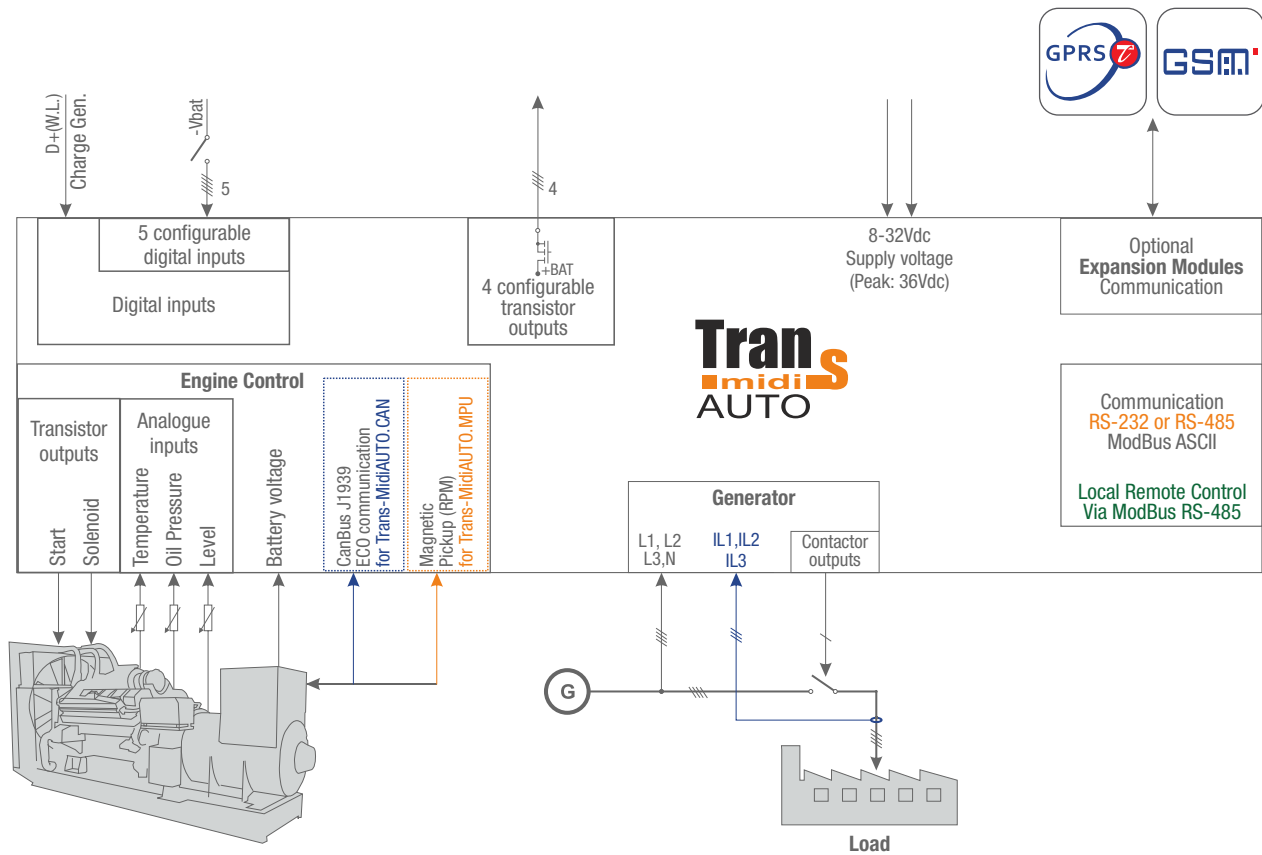 GPRS
GSM
D+(W.L.)
Charge Gen.
-Vbat
5
4
5 configurable
digital inputs
Digital inputs
+BAT
4 configurable
transistor
outputs
8-32Vdc
Supply voltage
(Peak: 36Vdc)
Optional
Expansion Modules
Communication
Trans
midi
AUTO
Engine Control
Transistor
outputs
Start
Solenoid
Analogue
inputs
Temperature
Oil Pressure
Level
Battery voltage
CanBus J1939
ECO communication
for Trans-MidiAUTO.CAN
Magnetic
Pickup (RPM)
for Trans-MidiAUTO.MPU
Communication
RS-232 or RS-485
ModBus ASCII
Local Remote Control
Via ModBus RS-485
Generator
L1, L2
L3,N
IL1,IL2
IL3
Contactor
outputs
G
Load